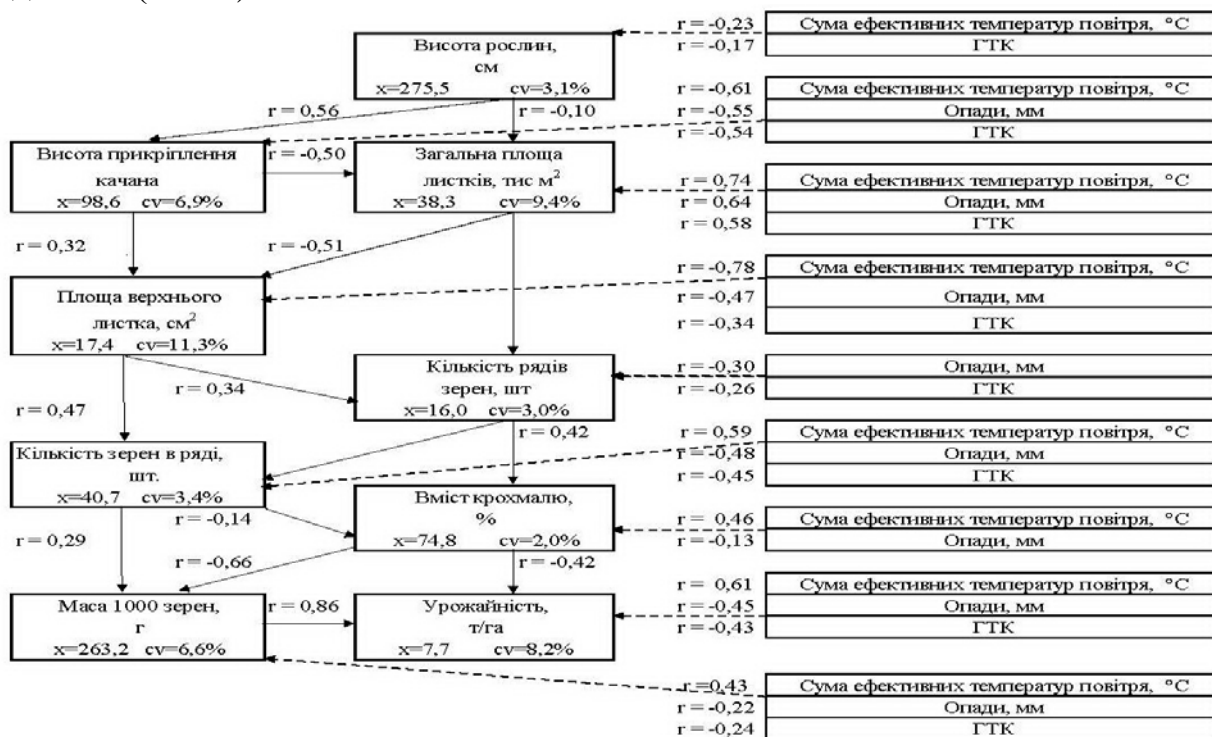 r = -0,23 Сума ефективних температур повітря, °С
r = -0,17 ГТК
Висота рослин,
см
x=275,5 cv=3,1%
r = -0,61 Сума ефективних температур повітря, °С
r = -0,55 Опади, мм
r = -0,54 ГТК
r = 0,56
r = -0,10
Висота прикріплення
качана
x=98,6 cv=6,9%
r = -0,50
Загальна площа
листків, тис м²
x=38,3 cv=9,4%
r = 0,74 Сума ефективних температур повітря, °С
r = 0,64 Опади, мм
r = 0,58 ГТК
r = 0,32
r = -0,51
r = -0,78 Сума ефективних температур повітря, °С
r = -0,47 Опади, мм
r = -0,34 ГТК
Площа верхнього
листка, см²
x=17,4 cv=11,3%
r = 0,34
r = 0,47
Кількість рядів
зерен, шт
x=16,0 cv=3,0%
r = -0,30 Опади, мм
r = -0,26 ГТК
r = 0,42
r = 0,59 Сума ефективних температур повітря, °С
r = -0,48 Опади, мм
r = -0,45 ГТК
Кількість зерен в ряді,
шт.
x=40,7 cv=3,4%
r = -0,14
r = 0,29
Вміст крохмалю,
%
x=74,8 cv=2,0%
r = 0,46 Сума ефективних температур повітря, °С
r = -0,13 Опади, мм
r = -0,66
r = -0,42
r = 0,61 Сума ефективних температур повітря, °С
r = -0,45 Опади, мм
r = -0,43 ГТК
Маса 1000 зерен,
г
x=263,2 cv=6,6%
r = 0,86
Урожайність,
т/га
x=7,7 cv=8,2%
r =0,43 Сума ефективних температур повітря, °С
r = -0,22 Опади, мм
r = -0,24 ГТК